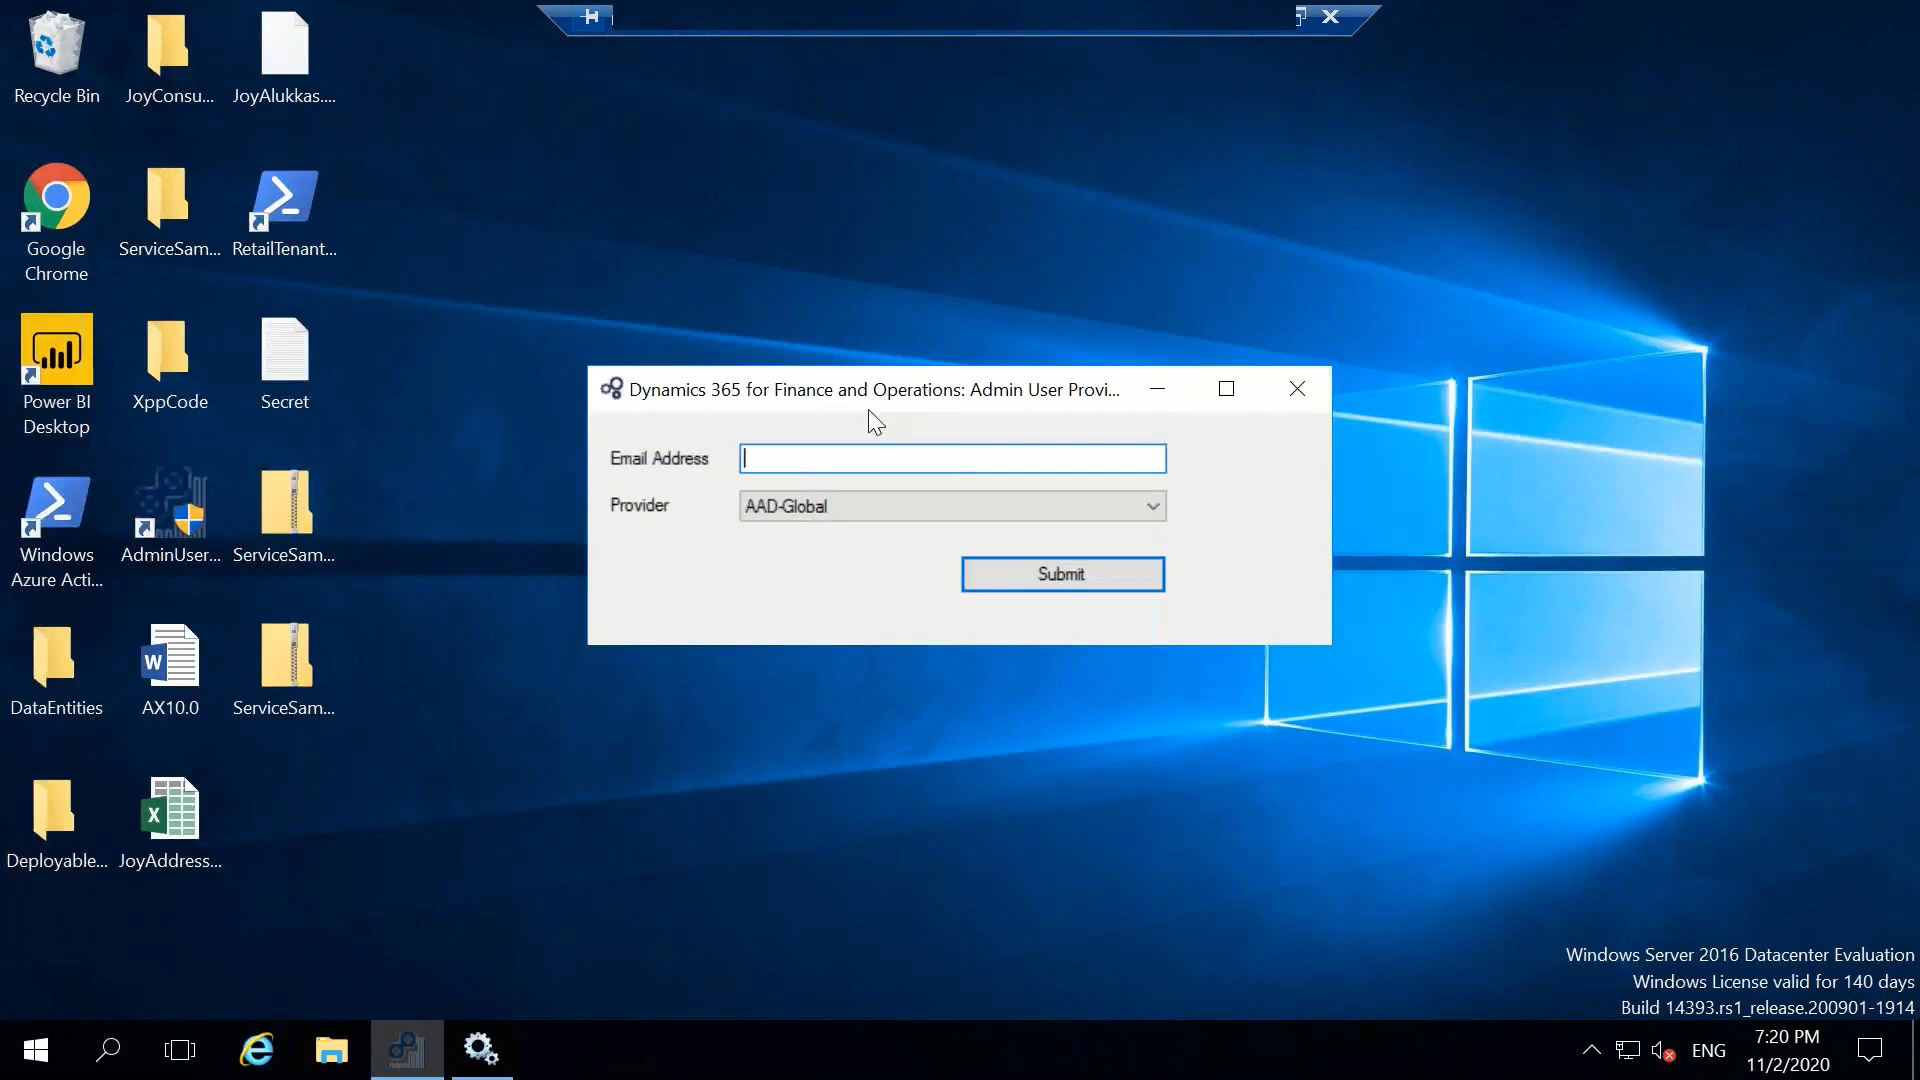 Recycle Bin
JoyConsu...
JoyAlukkas....
Google
Chrome
ServiceSam...
RetailTenant...
Power BI
Desktop
XppCode
Secret
Windows
Azure Acti...
AdminUser...
ServiceSam...
DataEntities
AX10.0
ServiceSam...
Deployable...
JoyAddress...
Dynamics 365 for Finance and Operations: Admin User Provi...
Email Address
Provider
AAD-Global
Submit
Windows Server 2016 Datacenter Evaluation
Windows License valid for 140 days
Build 14393.rs1_release.200901-1914
ENG
7:20 PM
11/2/2020